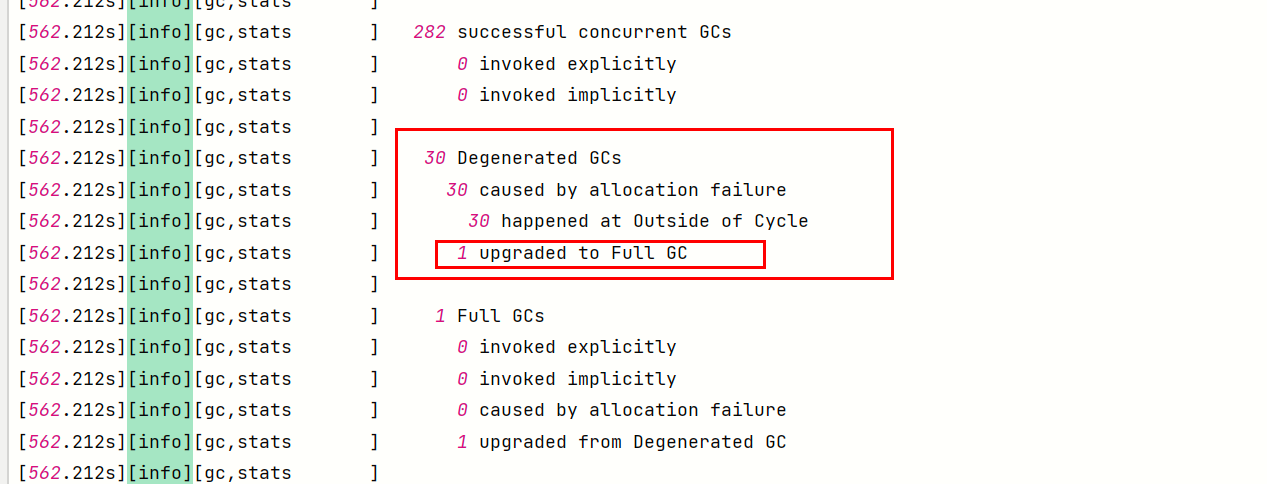 [562.212s][info][gc,stats       ]
[562.212s][info][gc,stats       ]   282 successful concurrent GCs
[562.212s][info][gc,stats       ]       0 invoked explicitly
[562.212s][info][gc,stats       ]       0 invoked implicitly
[562.212s][info][gc,stats       ]
[562.212s][info][gc,stats       ]    30 Degenerated GCs
[562.212s][info][gc,stats       ]      30 caused by allocation failure
[562.212s][info][gc,stats       ]        30 happened at Outside of Cycle
[562.212s][info][gc,stats       ]       1 upgraded to Full GC
[562.212s][info][gc,stats       ]
[562.212s][info][gc,stats       ]     1 Full GCs
[562.212s][info][gc,stats       ]       0 invoked explicitly
[562.212s][info][gc,stats       ]       0 invoked implicitly
[562.212s][info][gc,stats       ]       0 caused by allocation failure
[562.212s][info][gc,stats       ]       1 upgraded from Degenerated GC
[562.212s][info][gc,stats       ]